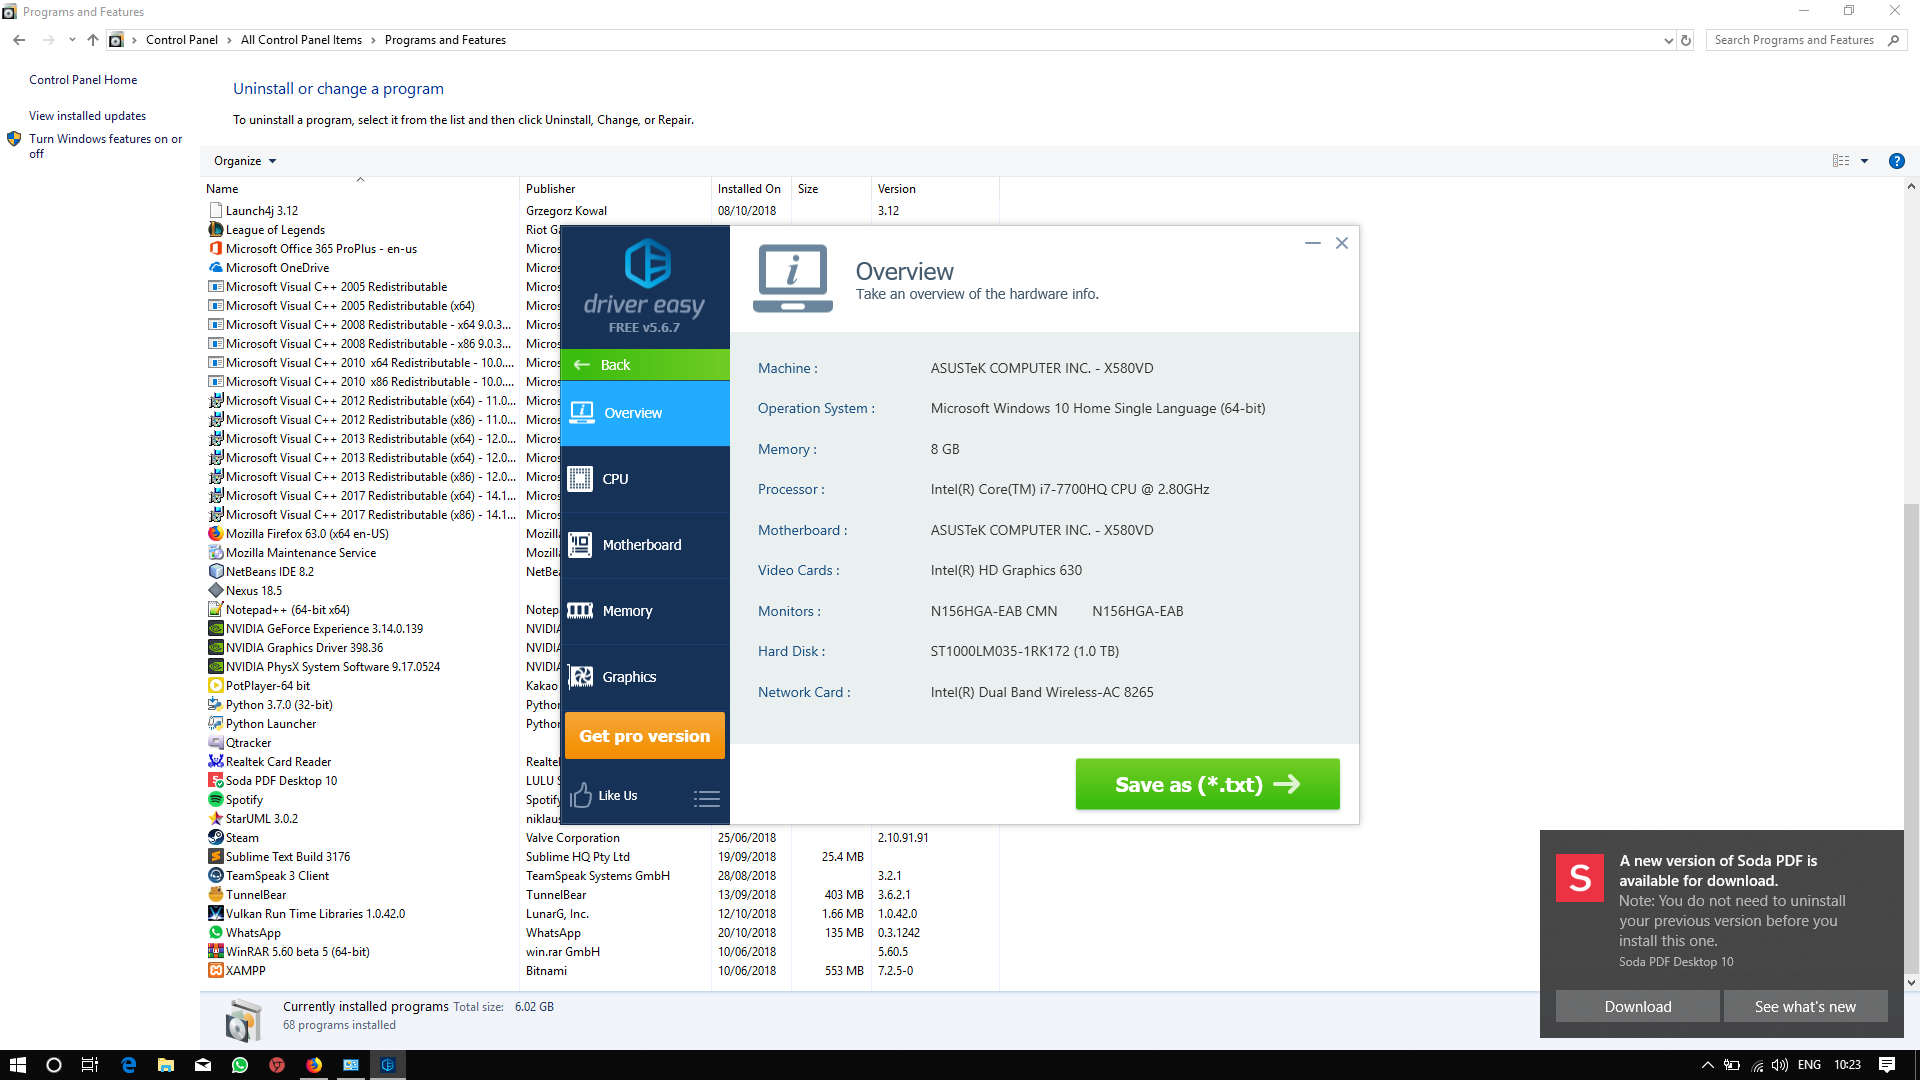 Programs and Features
Control Panel > All Control Panel Items > Programs and Features
Search Programs and Features
Control Panel Home
View installed updates
Turn Windows features on or
off
Uninstall or change a program
To uninstall a program, select it from the list and then click Uninstall, Change, or Repair.
Organize
Name Publisher Installed On Size Version
Launch4j 3.12 Grzegorz Kowal 08/10/2018 3.12
League of Legends Riot Ga
Microsoft Office 365 ProPlus - en-us Micros
Microsoft OneDrive Micros
Microsoft Visual C++ 2005 Redistributable Micros
Microsoft Visual C++ 2005 Redistributable (x64) Micros
Microsoft Visual C++ 2008 Redistributable - x64 9.0.3... Micros
Microsoft Visual C++ 2008 Redistributable - x86 9.0.3... Micros
Microsoft Visual C++ 2010 x64 Redistributable - 10.0.... Micros
Microsoft Visual C++ 2010 x86 Redistributable - 10.0.... Micros
Microsoft Visual C++ 2012 Redistributable (x64) - 11.0... Micros
Microsoft Visual C++ 2012 Redistributable (x86) - 11.0... Micros
Microsoft Visual C++ 2013 Redistributable (x64) - 12.0... Micros
Microsoft Visual C++ 2013 Redistributable (x64) - 12.0... Micros
Microsoft Visual C++ 2013 Redistributable (x86) - 12.0... Micros
Microsoft Visual C++ 2017 Redistributable (x64) - 14.1... Micros
Microsoft Visual C++ 2017 Redistributable (x86) - 14.1... Micros
Mozilla Firefox 63.0 (x64 en-US) Mozill
Mozilla Maintenance Service Mozill
NetBeans IDE 8.2 NetBe
Nexus 18.5
Notepad++ (64-bit x64) Notep
NVIDIA GeForce Experience 3.14.0.139 NVIDI
NVIDIA Graphics Driver 398.36 NVIDI
NVIDIA PhysX System Software 9.17.0524 NVIDI
PotPlayer-64 bit Kakao
Python 3.7.0 (32-bit) Python
Python Launcher Python
Qtracker
Realtek Card Reader Realtel
Soda PDF Desktop 10 LULU S
Spotify Spotify
StarUML 3.0.2 niklau
Steam Valve Corporation 25/06/2018 2.10.91.91
Sublime Text Build 3176 Sublime HQ Pty Ltd 19/09/2018 25.4 MB
TeamSpeak 3 Client TeamSpeak Systems GmbH 28/08/2018 3.2.1
TunnelBear TunnelBear 13/09/2018 403 MB 3.6.2.1
Vulkan Run Time Libraries 1.0.42.0 LunarG, Inc. 12/10/2018 1.66 MB 1.0.42.0
WhatsApp WhatsApp 20/10/2018 135 MB 0.3.1242
WinRAR 5.60 beta 5 (64-bit) win.rar GmbH 10/06/2018 5.60.5
XAMPP Bitnami 10/06/2018 553 MB 7.2.5-0
Currently installed programs Total size: 6.02 GB
68 programs installed
driver easy
FREE v5.6.7
Back
Overview
CPU
Motherboard
Memory
Graphics
Get pro version
Like Us
Overview
Take an overview of the hardware info.
Machine : ASUSTeK COMPUTER INC. - X580VD
Operation System : Microsoft Windows 10 Home Single Language (64-bit)
Memory : 8 GB
Processor : Intel(R) Core(TM) i7-7700HQ CPU @ 2.80GHz
Motherboard : ASUSTeK COMPUTER INC. - X580VD
Video Cards : Intel(R) HD Graphics 630
Monitors : N156HGA-EAB CMN N156HGA-EAB
Hard Disk : ST1000LM035-1RK172 (1.0 TB)
Network Card : Intel(R) Dual Band Wireless-AC 8265
Save as (*.txt)
S
A new version of Soda PDF is
available for download.
Note: You do not need to uninstall
your previous version before you
install this one.
Soda PDF Desktop 10
Download
See what's new
ENG 10:23